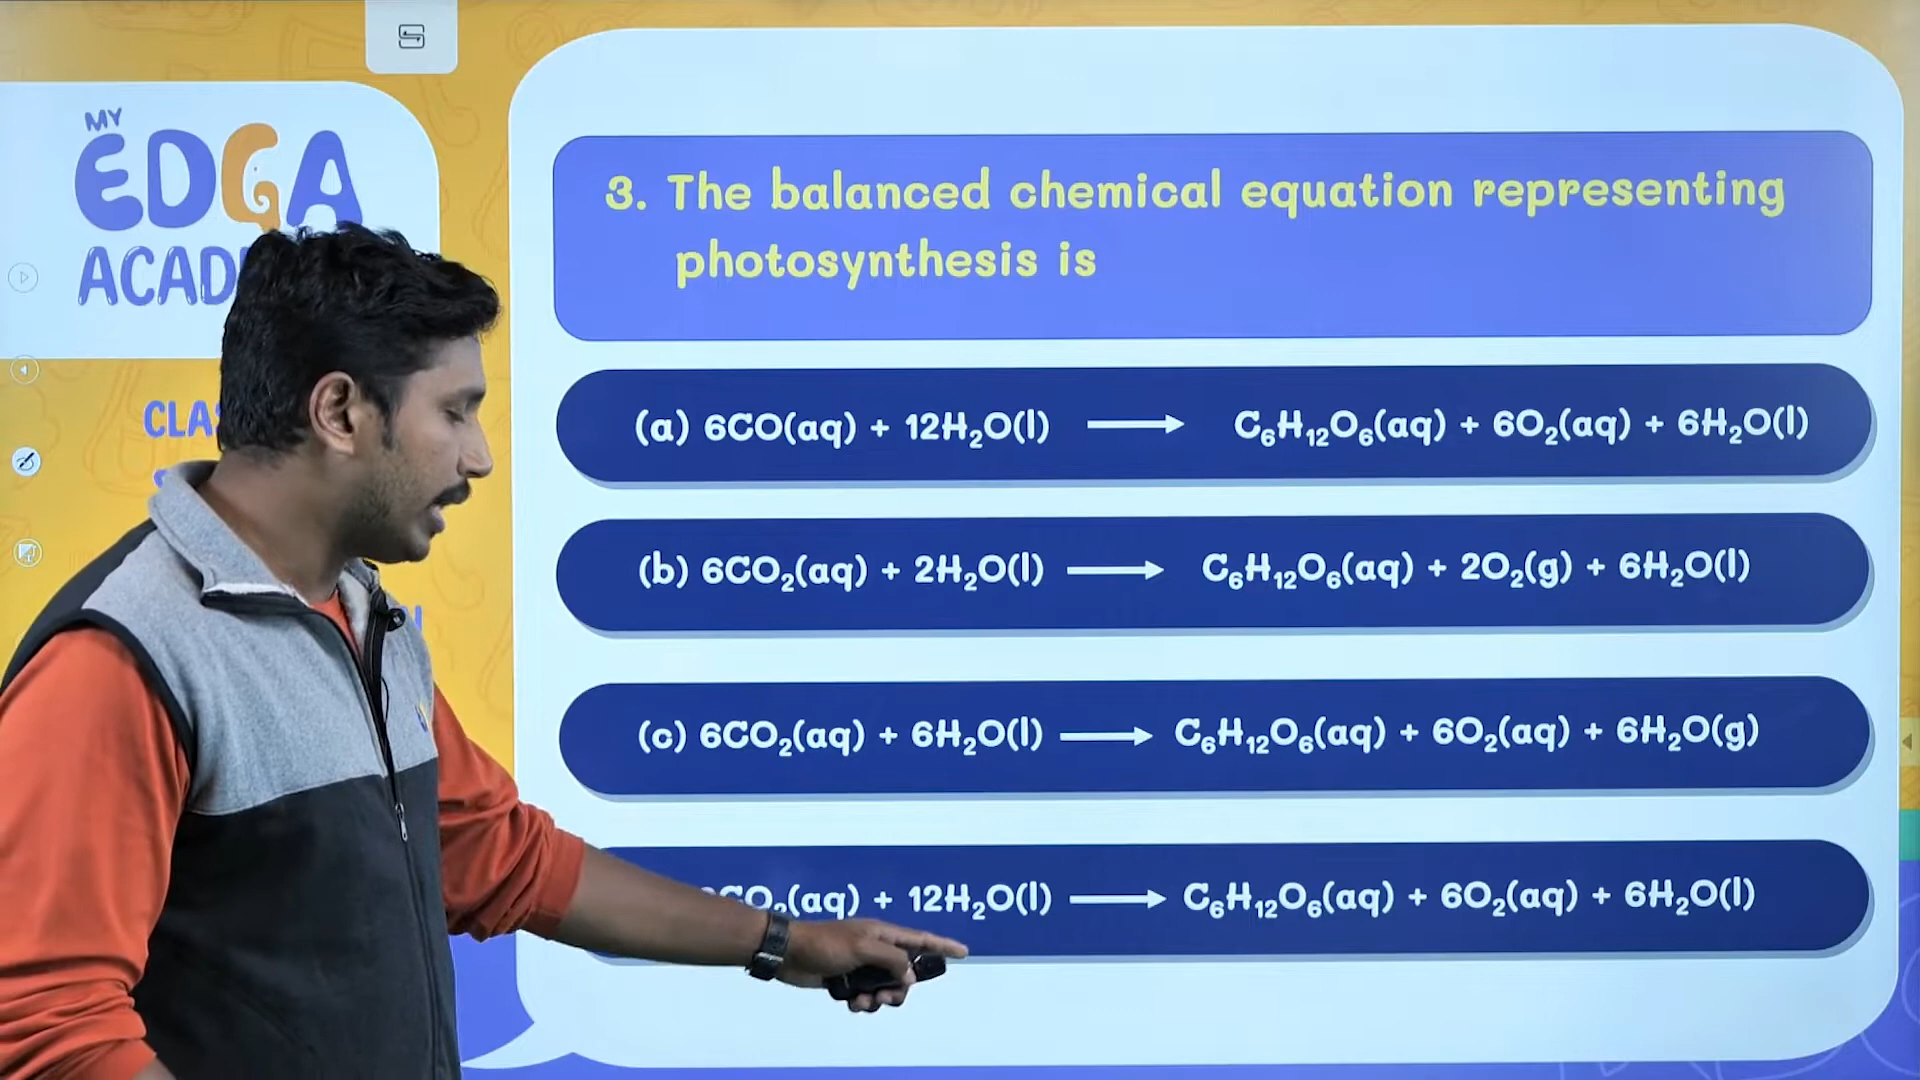 MY
EDGA
3. The balanced chemical equation representing
photosynthesis is
(a) 6CO(aq) + 12H₂O(l) ⟶ C₆H₁₂O₆(aq) + 6O₂(aq) + 6H₂O(l)
(b) 6CO₂(aq) + 2H₂O(l) ⟶ C₆H₁₂O₆(aq) + 2O₂(g) + 6H₂O(l)
(c) 6CO₂(aq) + 6H₂O(l) ⟶ C₆H₁₂O₆(aq) + 6O₂(aq) + 6H₂O(g)
CO₂(aq) + 12H₂O(l) ⟶ C₆H₁₂O₆(aq) + 6O₂(aq) + 6H₂O(l)